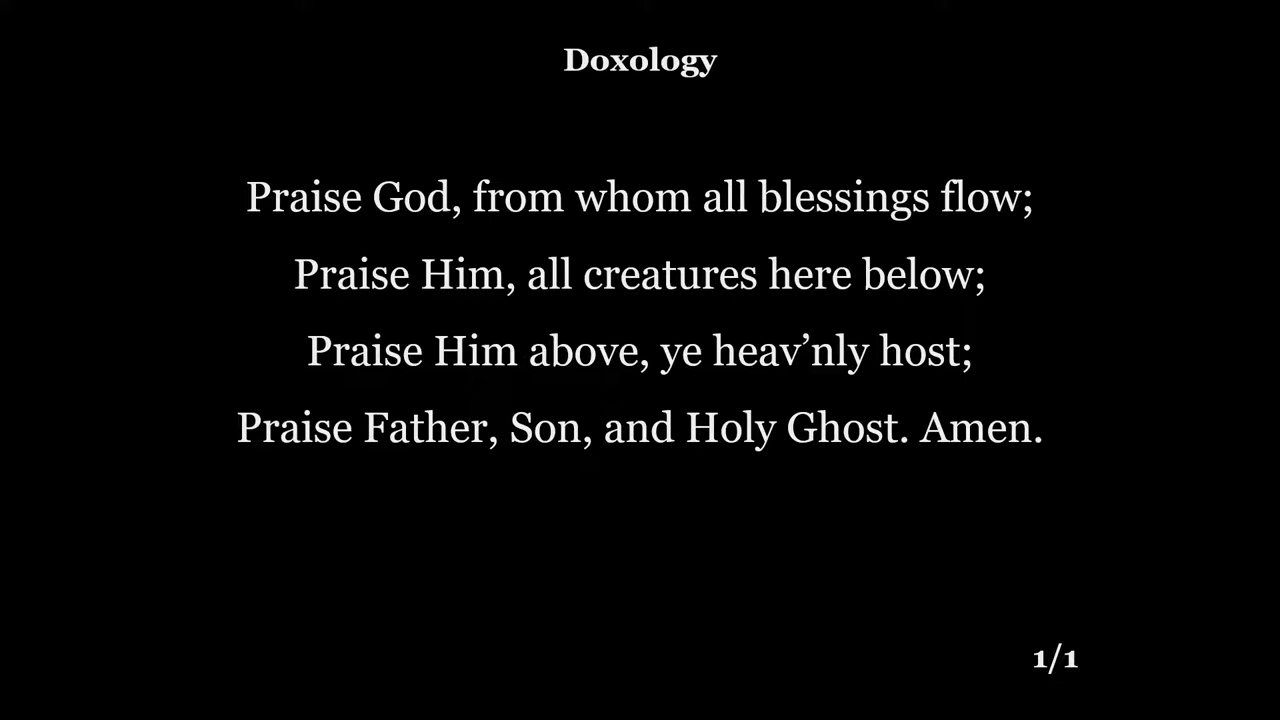 Doxology
Praise God, from whom all blessings flow;
Praise Him, all creatures here below;
Praise Him above, ye heav’nly host;
Praise Father, Son, and Holy Ghost. Amen.
1/1